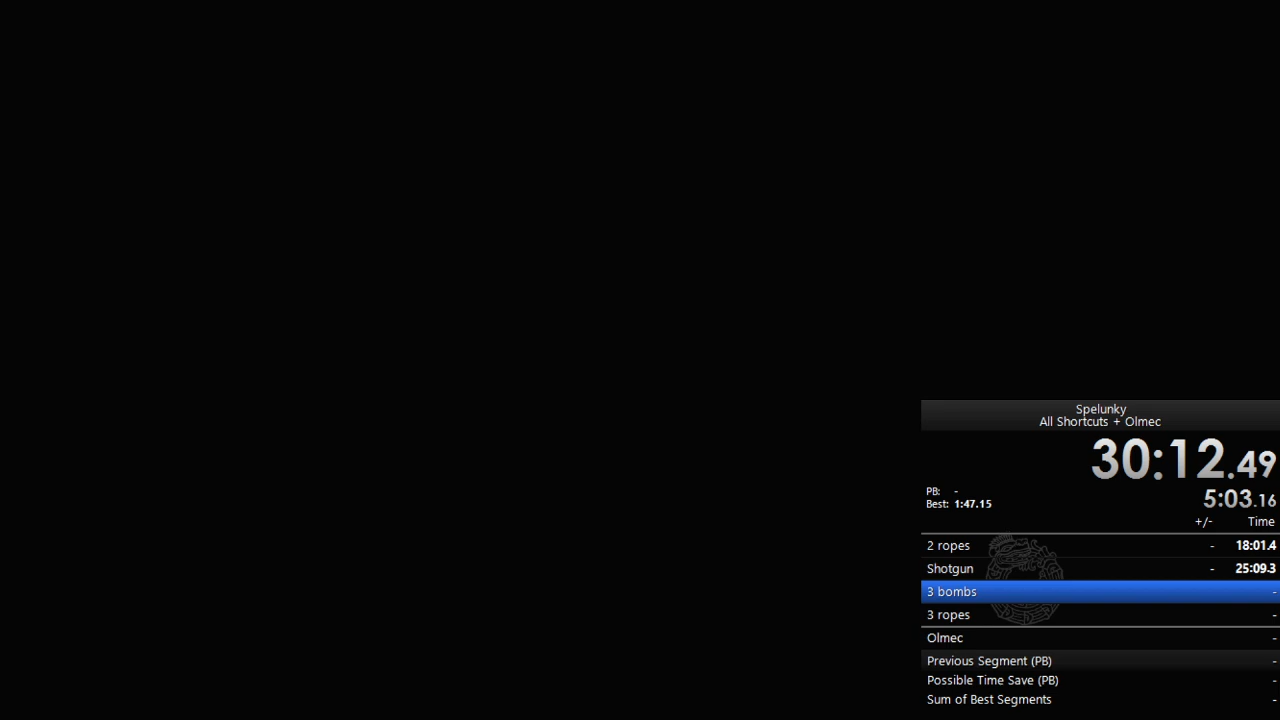 Spelunky
All Shortcuts + Olmec
30:12.49
PB: -
5:03.16
Best: 1:47.15
+/- Time
2 ropes - 18:01.4
Shotgun - 25:09.3
3 bombs -
3 ropes -
Olmec -
Previous Segment (PB) -
Possible Time Save (PB) -
Sum of Best Segments -